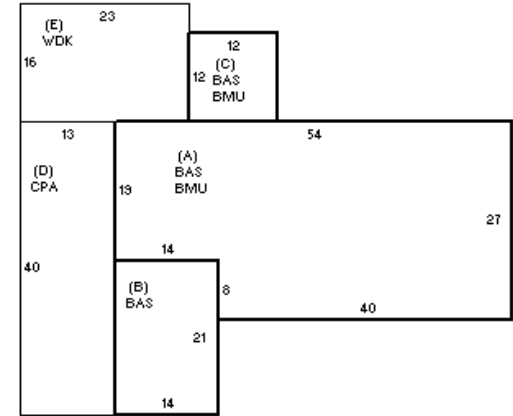 23
(E)
WDK
16
12
(C)
12
BAS
BMU
13
54
(A)
BAS
BMU
(D)
CPA
19
27
14
40
(B)
BAS
8
40
21
14